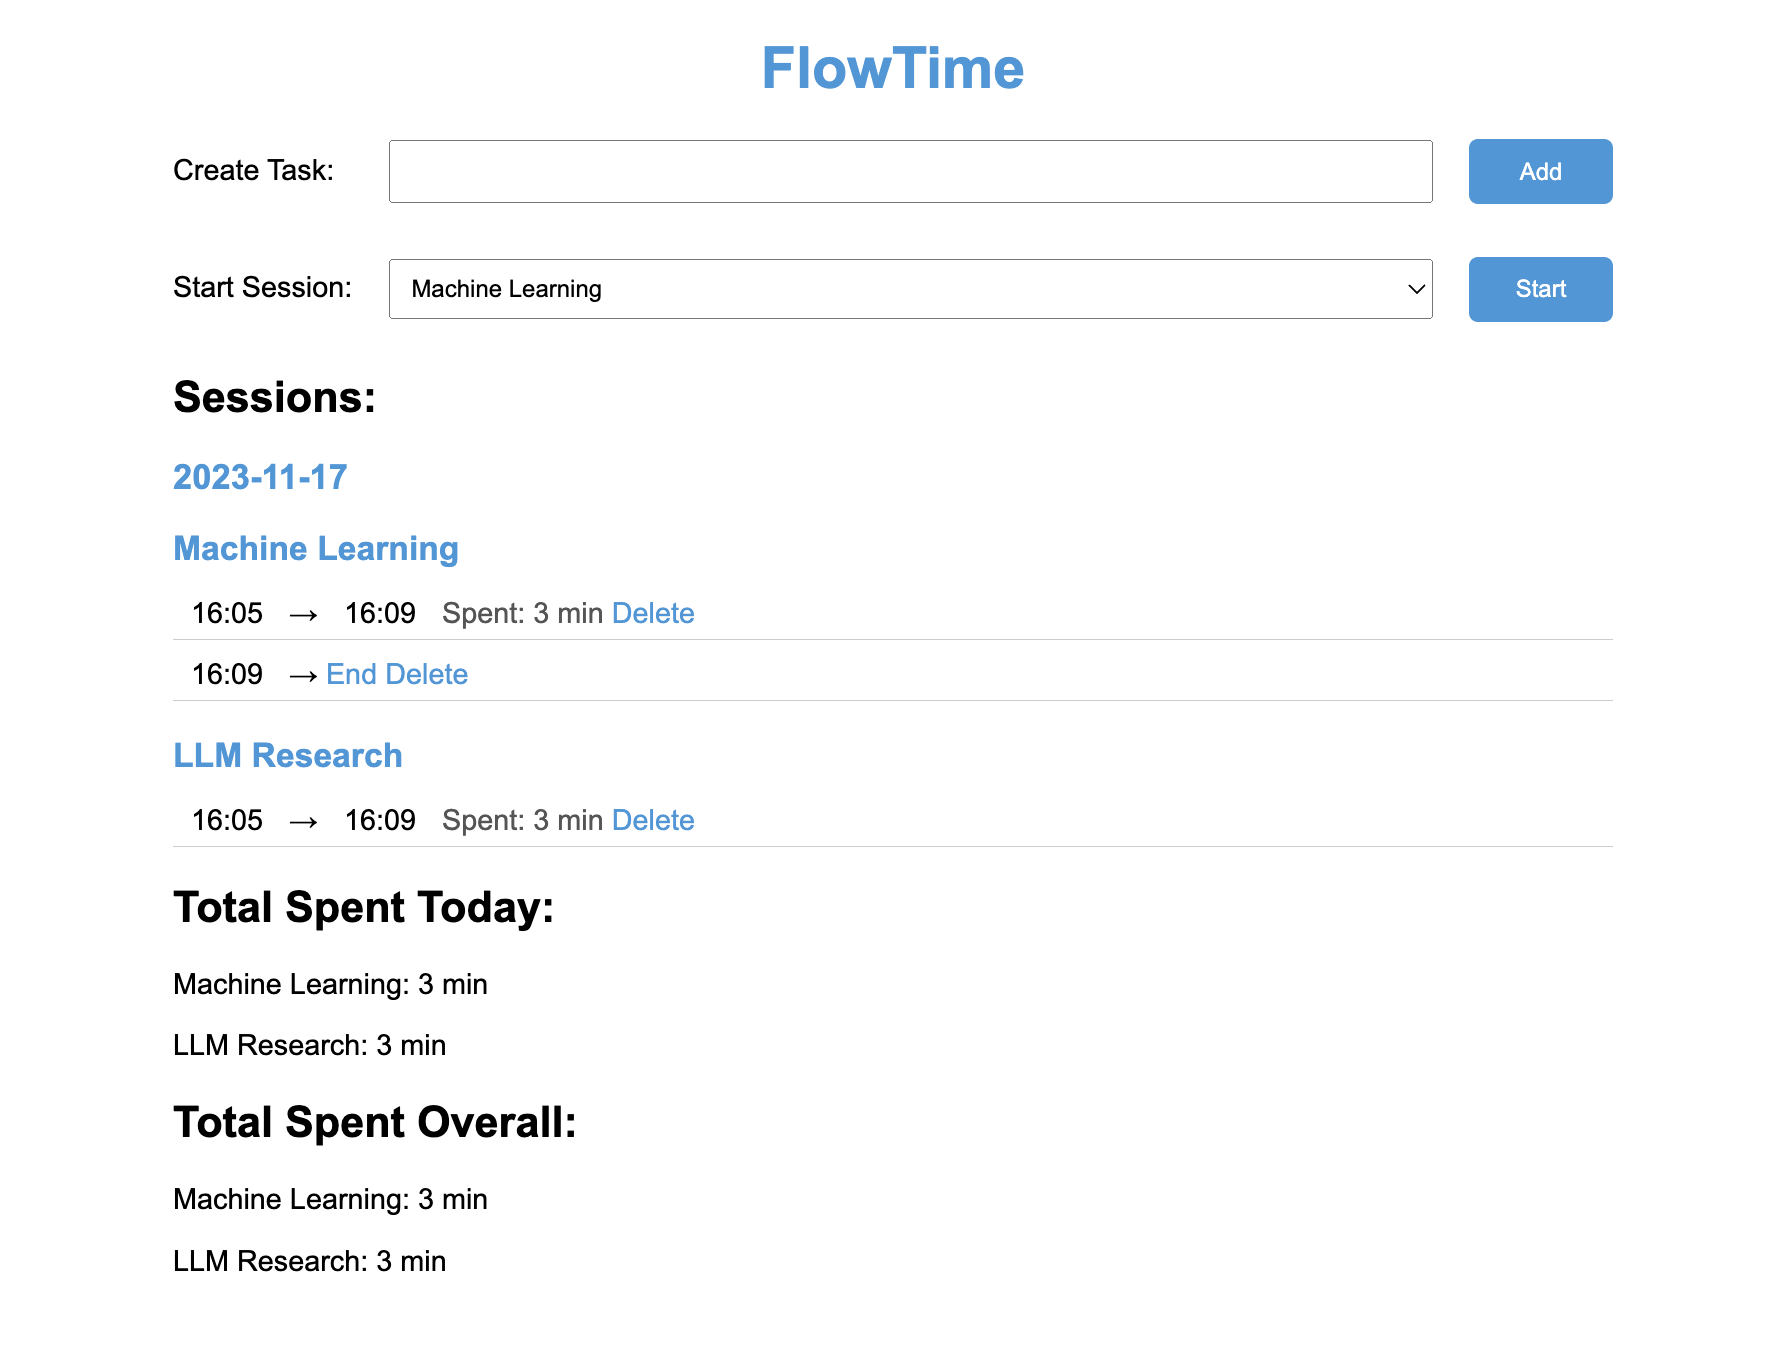 FlowTime
Create Task:
Add
Start Session: Machine Learning
Start
Sessions:
2023-11-17
Machine Learning
16:05 → 16:09 Spent: 3 min Delete
16:09 → End Delete
LLM Research
16:05 → 16:09 Spent: 3 min Delete
Total Spent Today:
Machine Learning: 3 min
LLM Research: 3 min
Total Spent Overall:
Machine Learning: 3 min
LLM Research: 3 min